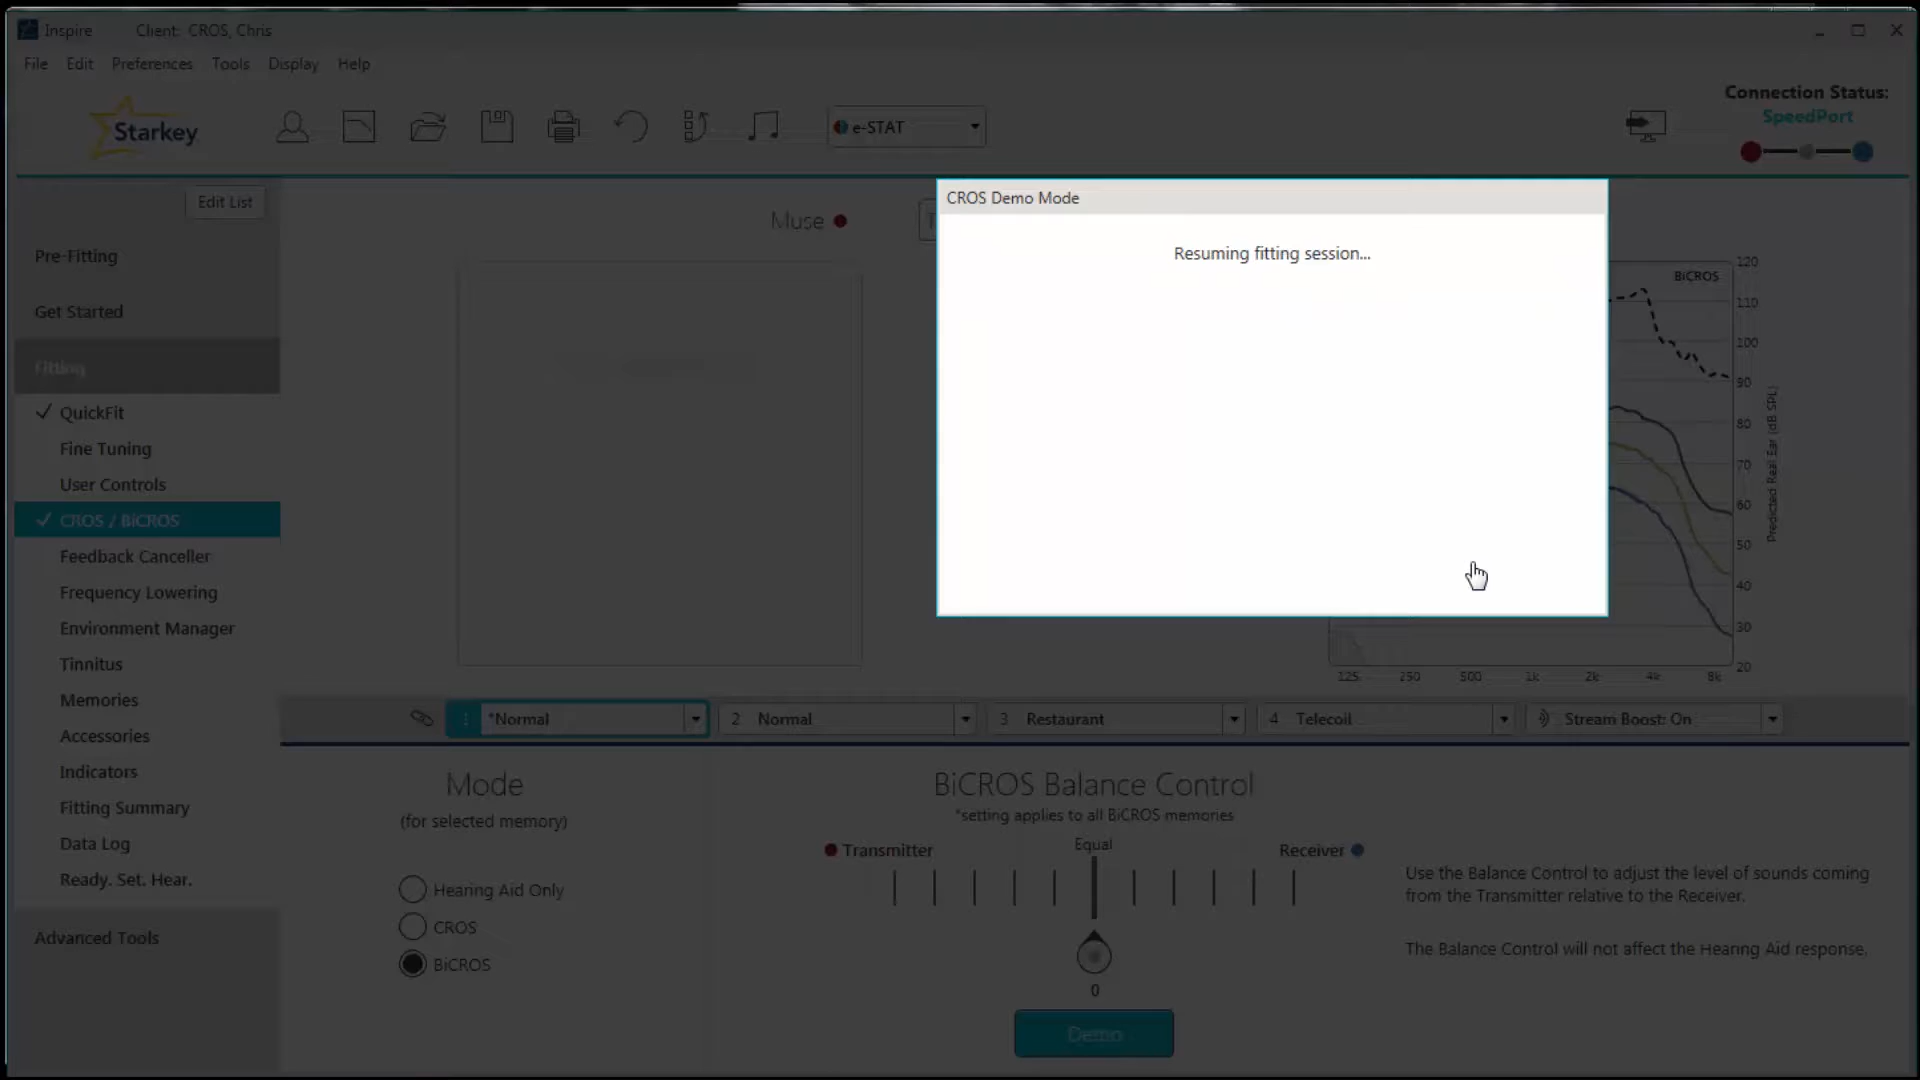 Inspire Client: CROS, Chris
File Edit Preferences Tools Display Help
Starkey
e-STAT
Connection Status:
SpeedPort
Edit List
Pre-Fitting
Get Started
Fitting
QuickFit
Fine Tuning
User Controls
CROS / BiCROS
Feedback Canceller
Frequency Lowering
Environment Manager
Tinnitus
Memories
Accessories
Indicators
Fitting Summary
Data Log
Ready. Set. Hear.
Advanced Tools
Muse
CROS Demo Mode
Resuming fitting session...
BiCROS
120
110
100
90
80
70
60
50
40
30
20
Predicted Real Ear (dB SPL)
125 250 500 1k 2k 4k 8k
1 *Normal 2 Normal 3 Restaurant 4 Telecoil Stream Boost: On
Mode
(for selected memory)
Hearing Aid Only
CROS
BiCROS
BiCROS Balance Control
*setting applies to all BiCROS memories
Transmitter Equal Receiver
0
Demo
Use the Balance Control to adjust the level of sounds coming
from the Transmitter relative to the Receiver.
The Balance Control will not affect the Hearing Aid response.